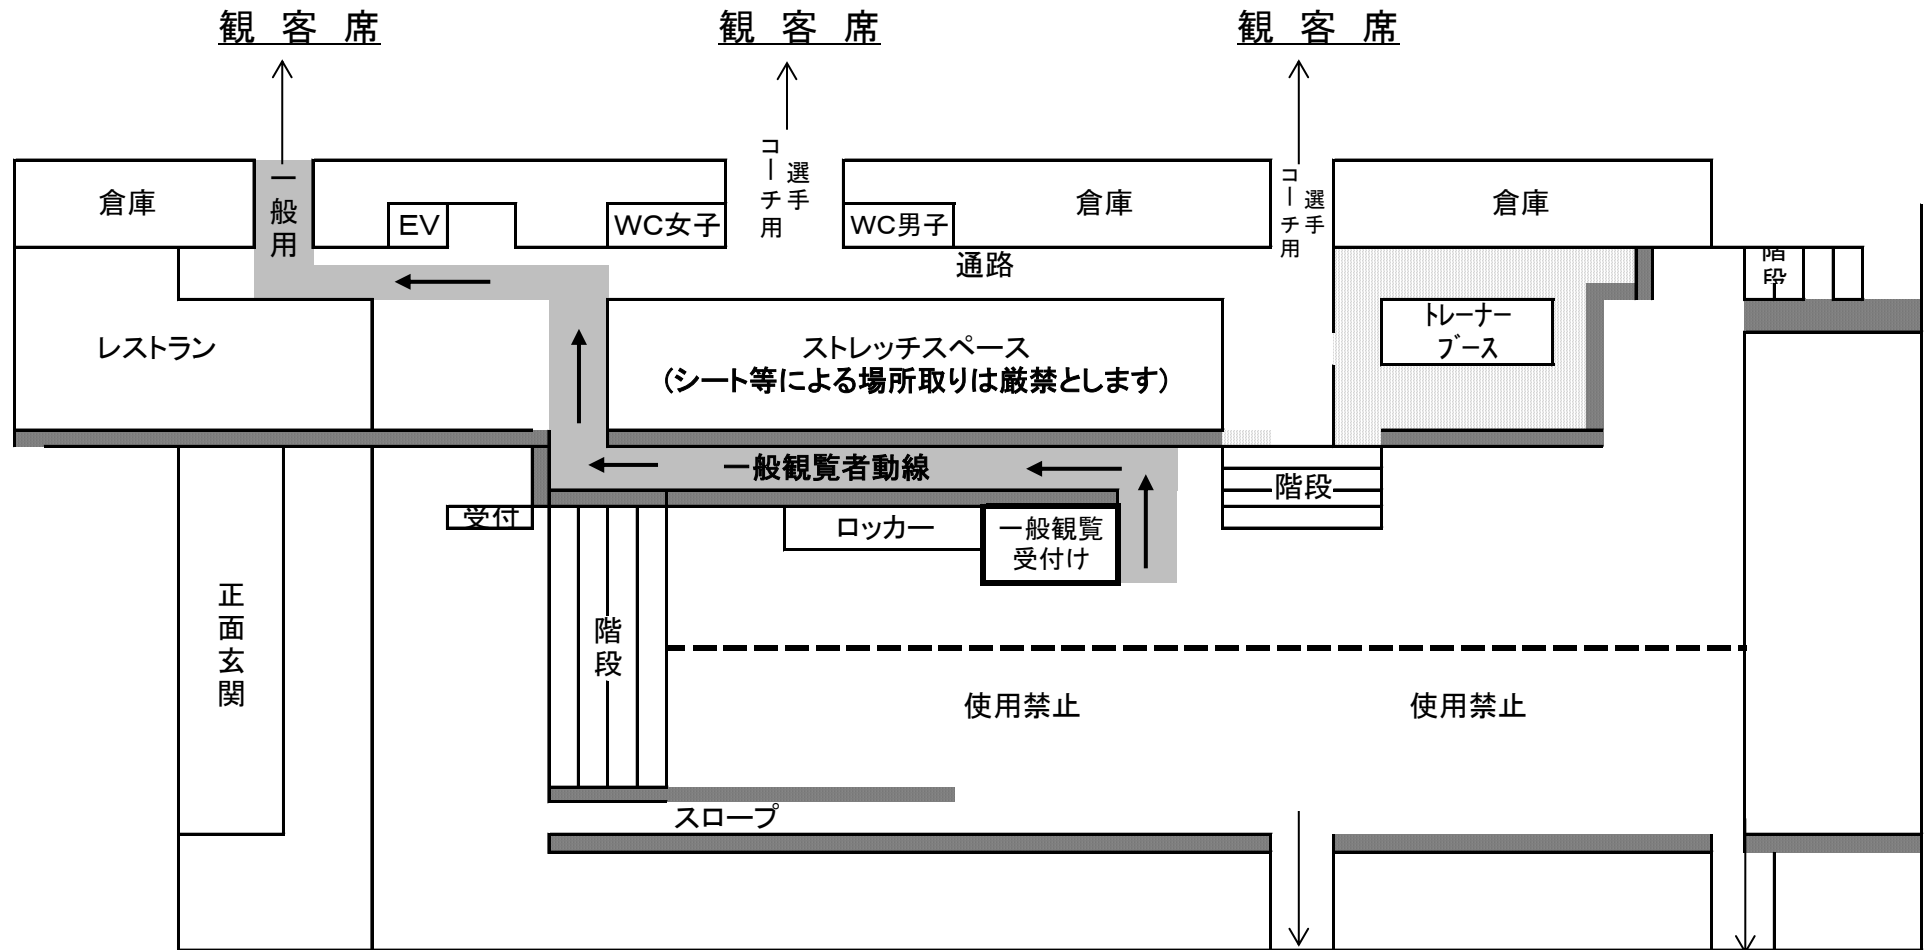 観客席
観客席
観客席
一般用
選手
コーチ用
選手
コーチ用
倉庫
EV
WC女子
WC男子
倉庫
倉庫
通路
階段
レストラン
ストレッチスペース
(シート等による場所取りは厳禁とします)
トレーナー
ブース
一般観覧者動線
階段
受付
ロッカー
一般観覧
受付け
正面玄関
階段
使用禁止
使用禁止
スロープ